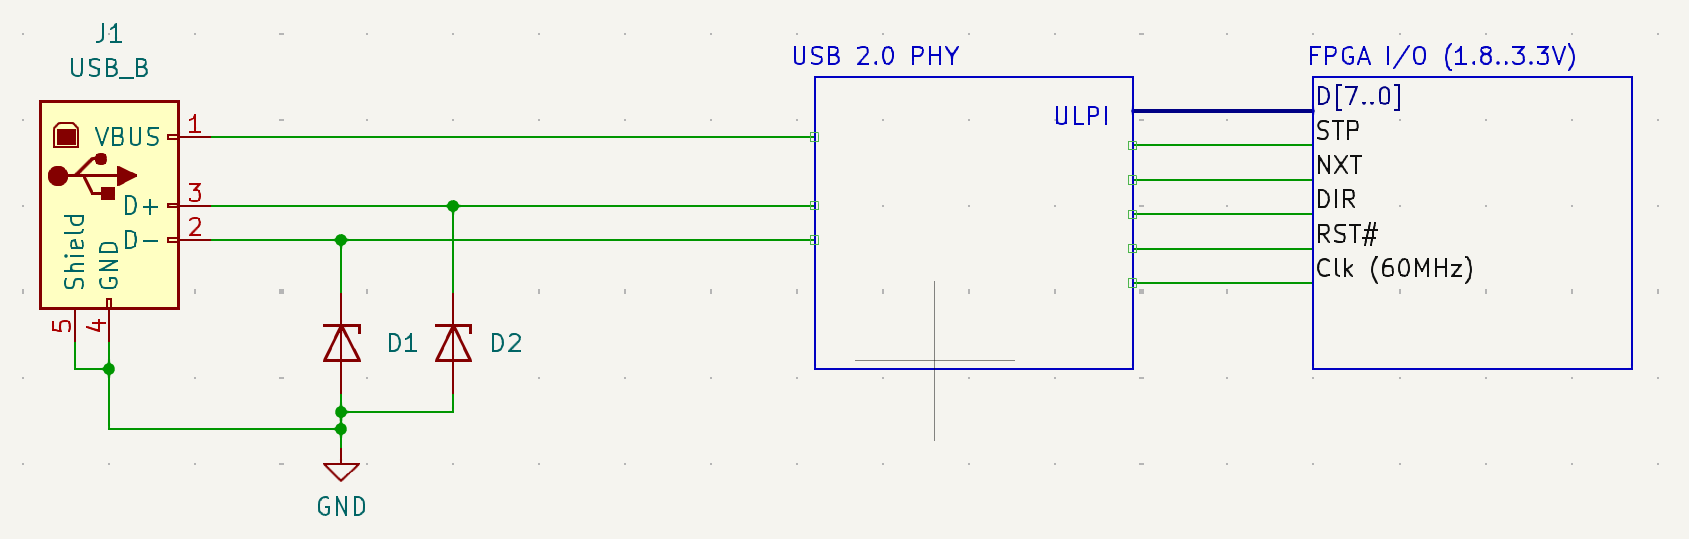 J1
USB_B
VBUS
1
D+
3
D-
2
Shield
GND
5
4
D1
D2
GND
USB 2.0 PHY
ULPI
FPGA I/O (1.8..3.3V)
D[7..0]
STP
NXT
DIR
RST#
Clk (60MHz)